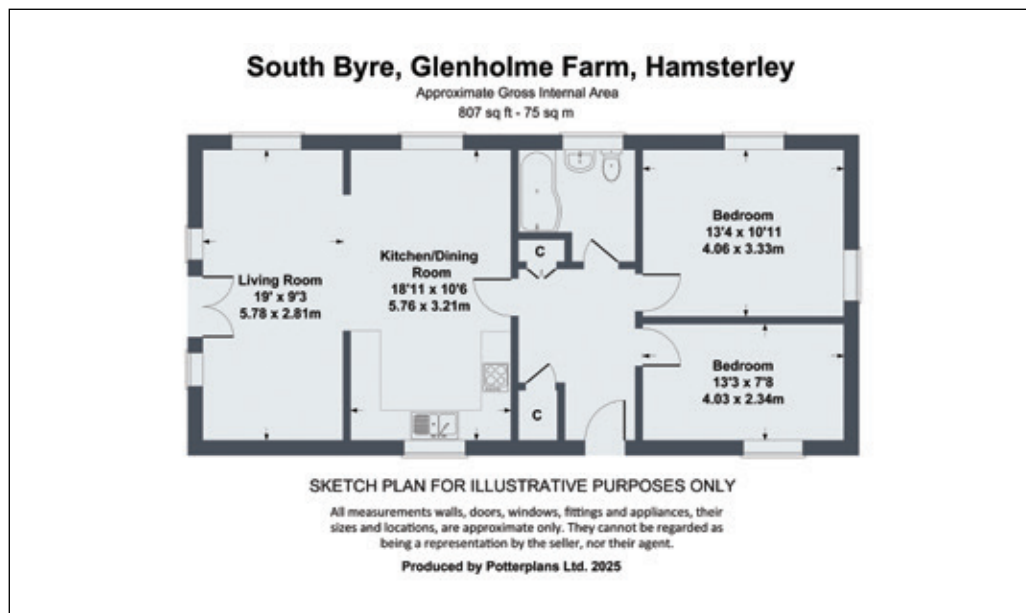 South Byre, Glenholme Farm, Hamsterley
Approximate Gross Internal Area
807 sq ft - 75 sq m
Living Room
19' x 9'3
5.78 x 2.81m
Kitchen/Dining
Room
18'11 x 10'6
5.76 x 3.21m
C
C
Bedroom
13'4 x 10'11
4.06 x 3.33m
Bedroom
13'3 x 7'8
4.03 x 2.34m
SKETCH PLAN FOR ILLUSTRATIVE PURPOSES ONLY
All measurements walls, doors, windows, fittings and appliances, their
sizes and locations, are approximate only. They cannot be regarded as
being a representation by the seller, nor their agent.
Produced by Potterplans Ltd. 2025